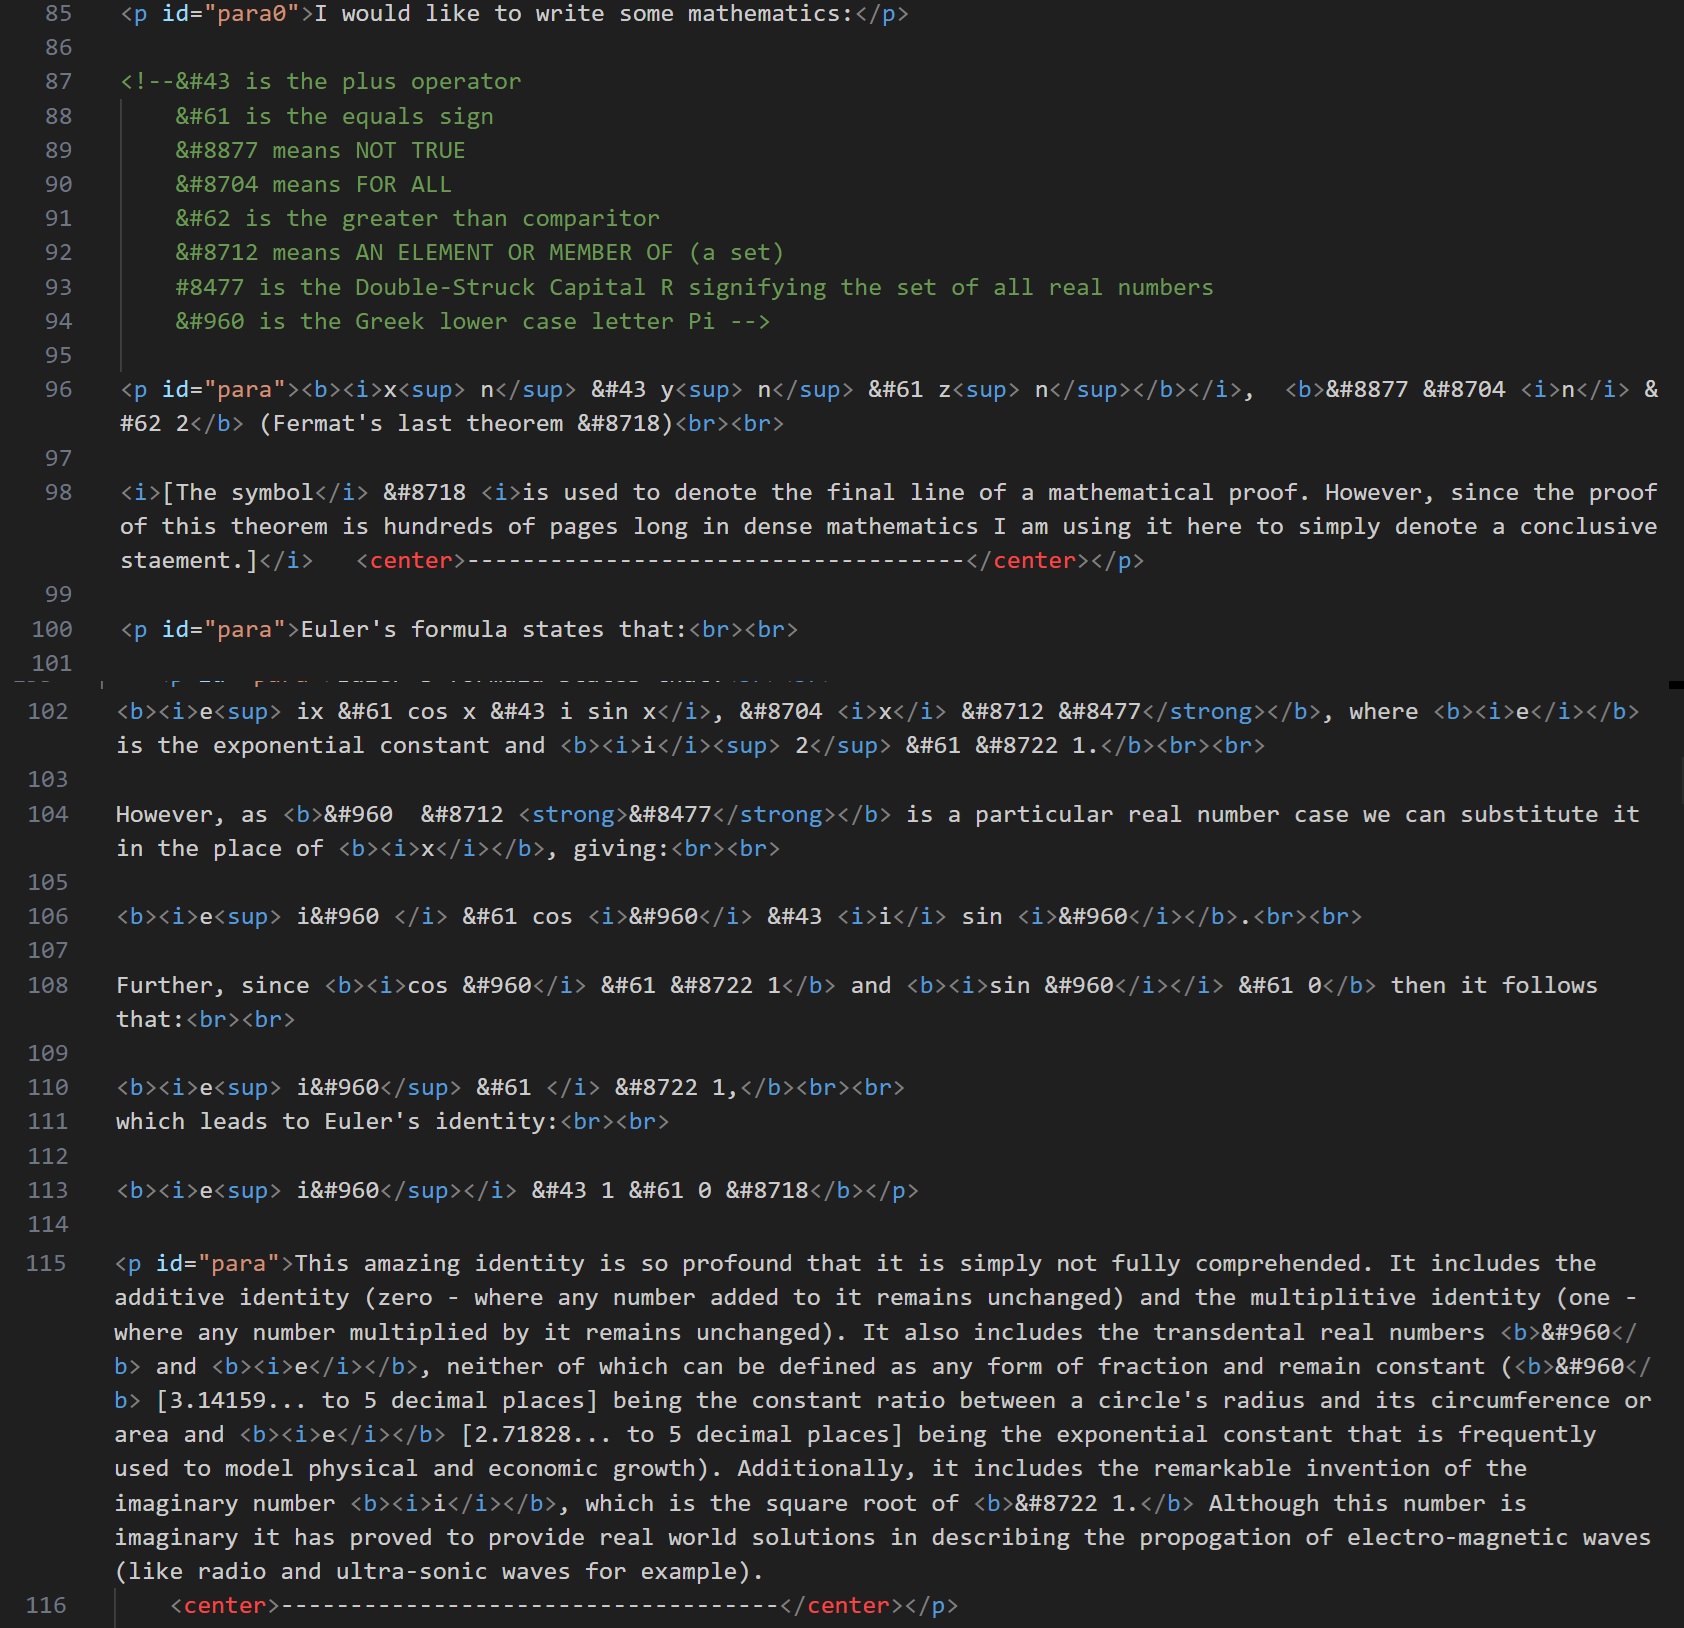 85 <p id="para0">I would like to write some mathematics:</p>
86
87 <!--&#43 is the plus operator
88 &#61 is the equals sign
89 &#8877 means NOT TRUE
90 &#8704 means FOR ALL
91 &#62 is the greater than comparitor
92 &#8712 means AN ELEMENT OR MEMBER OF (a set)
93 #8477 is the Double-Struck Capital R signifying the set of all real numbers
94 &#960 is the Greek lower case letter Pi -->
95
96 <p id="para"><b><i>x<sup> n</sup> &#43 y<sup> n</sup> &#61 z<sup> n</sup></b></i>,  <b>&#8877 &#8704 <i>n</i> &
#62 2</b> (Fermat's last theorem &#8718)<br><br>
97
98 <i>[The symbol</i> &#8718 <i>is used to denote the final line of a mathematical proof. However, since the proof
of this theorem is hundreds of pages long in dense mathematics I am using it here to simply denote a conclusive
staement.]</i>   <center>------------------------------------</center></p>
99
100 <p id="para">Euler's formula states that:<br><br>
101
102 <b><i>e<sup> ix &#61 cos x &#43 i sin x</i>, &#8704 <i>x</i> &#8712 &#8477</strong></b>, where <b><i>e</i></b>
is the exponential constant and <b><i>i</i><sup> 2</sup> &#61 &#8722 1.</b><br><br>
103
104 However, as <b>&#960  &#8712 <strong>&#8477</strong></b> is a particular real number case we can substitute it
in the place of <b><i>x</i></b>, giving:<br><br>
105
106 <b><i>e<sup> i&#960 </i> &#61 cos <i>&#960</i> &#43 <i>i</i> sin <i>&#960</i></b>.<br><br>
107
108 Further, since <b><i>cos &#960</i> &#61 &#8722 1</b> and <b><i>sin &#960</i></i> &#61 0</b> then it follows
that:<br><br>
109
110 <b><i>e<sup> i&#960</sup> &#61 </i> &#8722 1,</b><br><br>
111 which leads to Euler's identity:<br><br>
112
113 <b><i>e<sup> i&#960</sup></i> &#43 1 &#61 0 &#8718</b></p>
114
115 <p id="para">This amazing identity is so profound that it is simply not fully comprehended. It includes the
additive identity (zero - where any number added to it remains unchanged) and the multiplitive identity (one -
where any number multiplied by it remains unchanged). It also includes the transdental real numbers <b>&#960</
b> and <b><i>e</i></b>, neither of which can be defined as any form of fraction and remain constant (<b>&#960</
b> [3.14159... to 5 decimal places] being the constant ratio between a circle's radius and its circumference or
area and <b><i>e</i></b> [2.71828... to 5 decimal places] being the exponential constant that is frequently
used to model physical and economic growth). Additionally, it includes the remarkable invention of the
imaginary number <b><i>i</i></b>, which is the square root of <b>&#8722 1.</b> Although this number is
imaginary it has proved to provide real world solutions in describing the propogation of electro-magnetic waves
(like radio and ultra-sonic waves for example).
116 <center>------------------------------------</center></p>